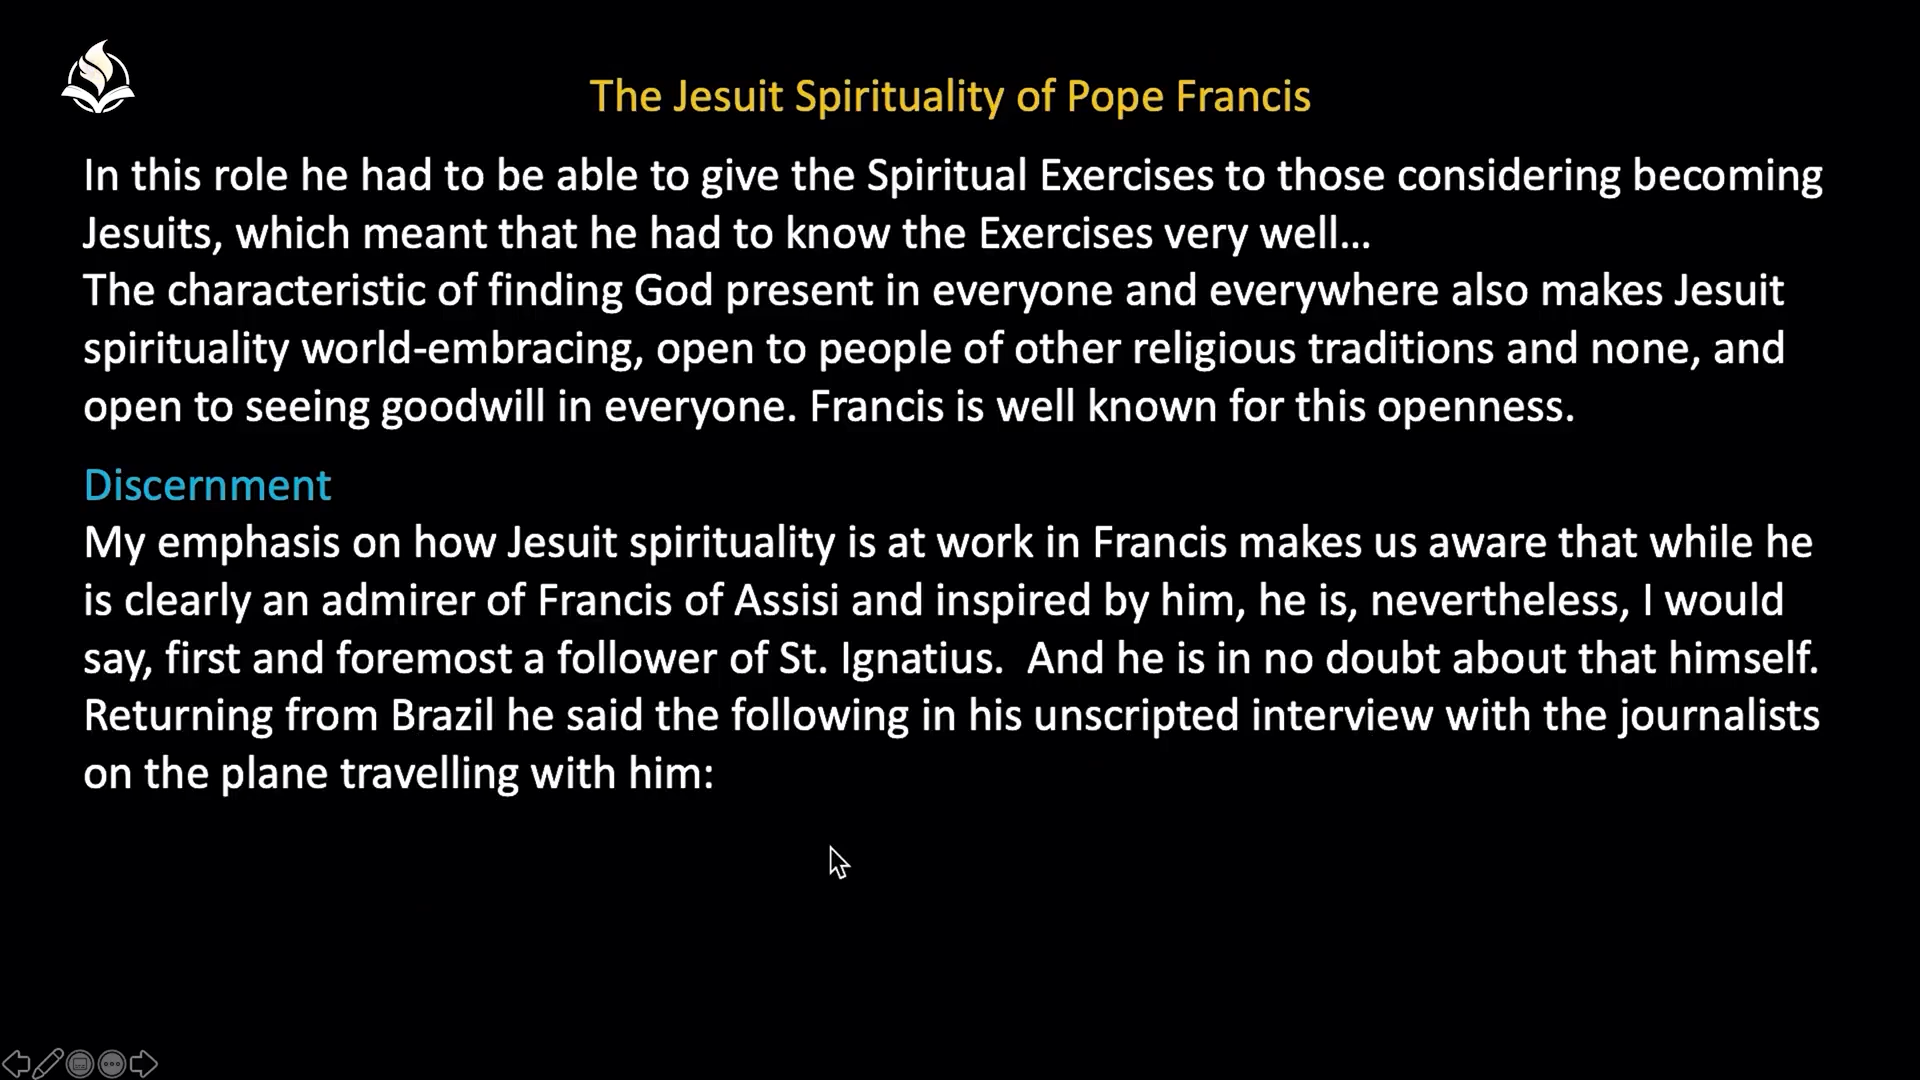 The Jesuit Spirituality of Pope Francis
In this role he had to be able to give the Spiritual Exercises to those considering becoming
Jesuits, which meant that he had to know the Exercises very well...
The characteristic of finding God present in everyone and everywhere also makes Jesuit
spirituality world-embracing, open to people of other religious traditions and none, and
open to seeing goodwill in everyone. Francis is well known for this openness.
Discernment
My emphasis on how Jesuit spirituality is at work in Francis makes us aware that while he
is clearly an admirer of Francis of Assisi and inspired by him, he is, nevertheless, I would
say, first and foremost a follower of St. Ignatius.  And he is in no doubt about that himself.
Returning from Brazil he said the following in his unscripted interview with the journalists
on the plane travelling with him: